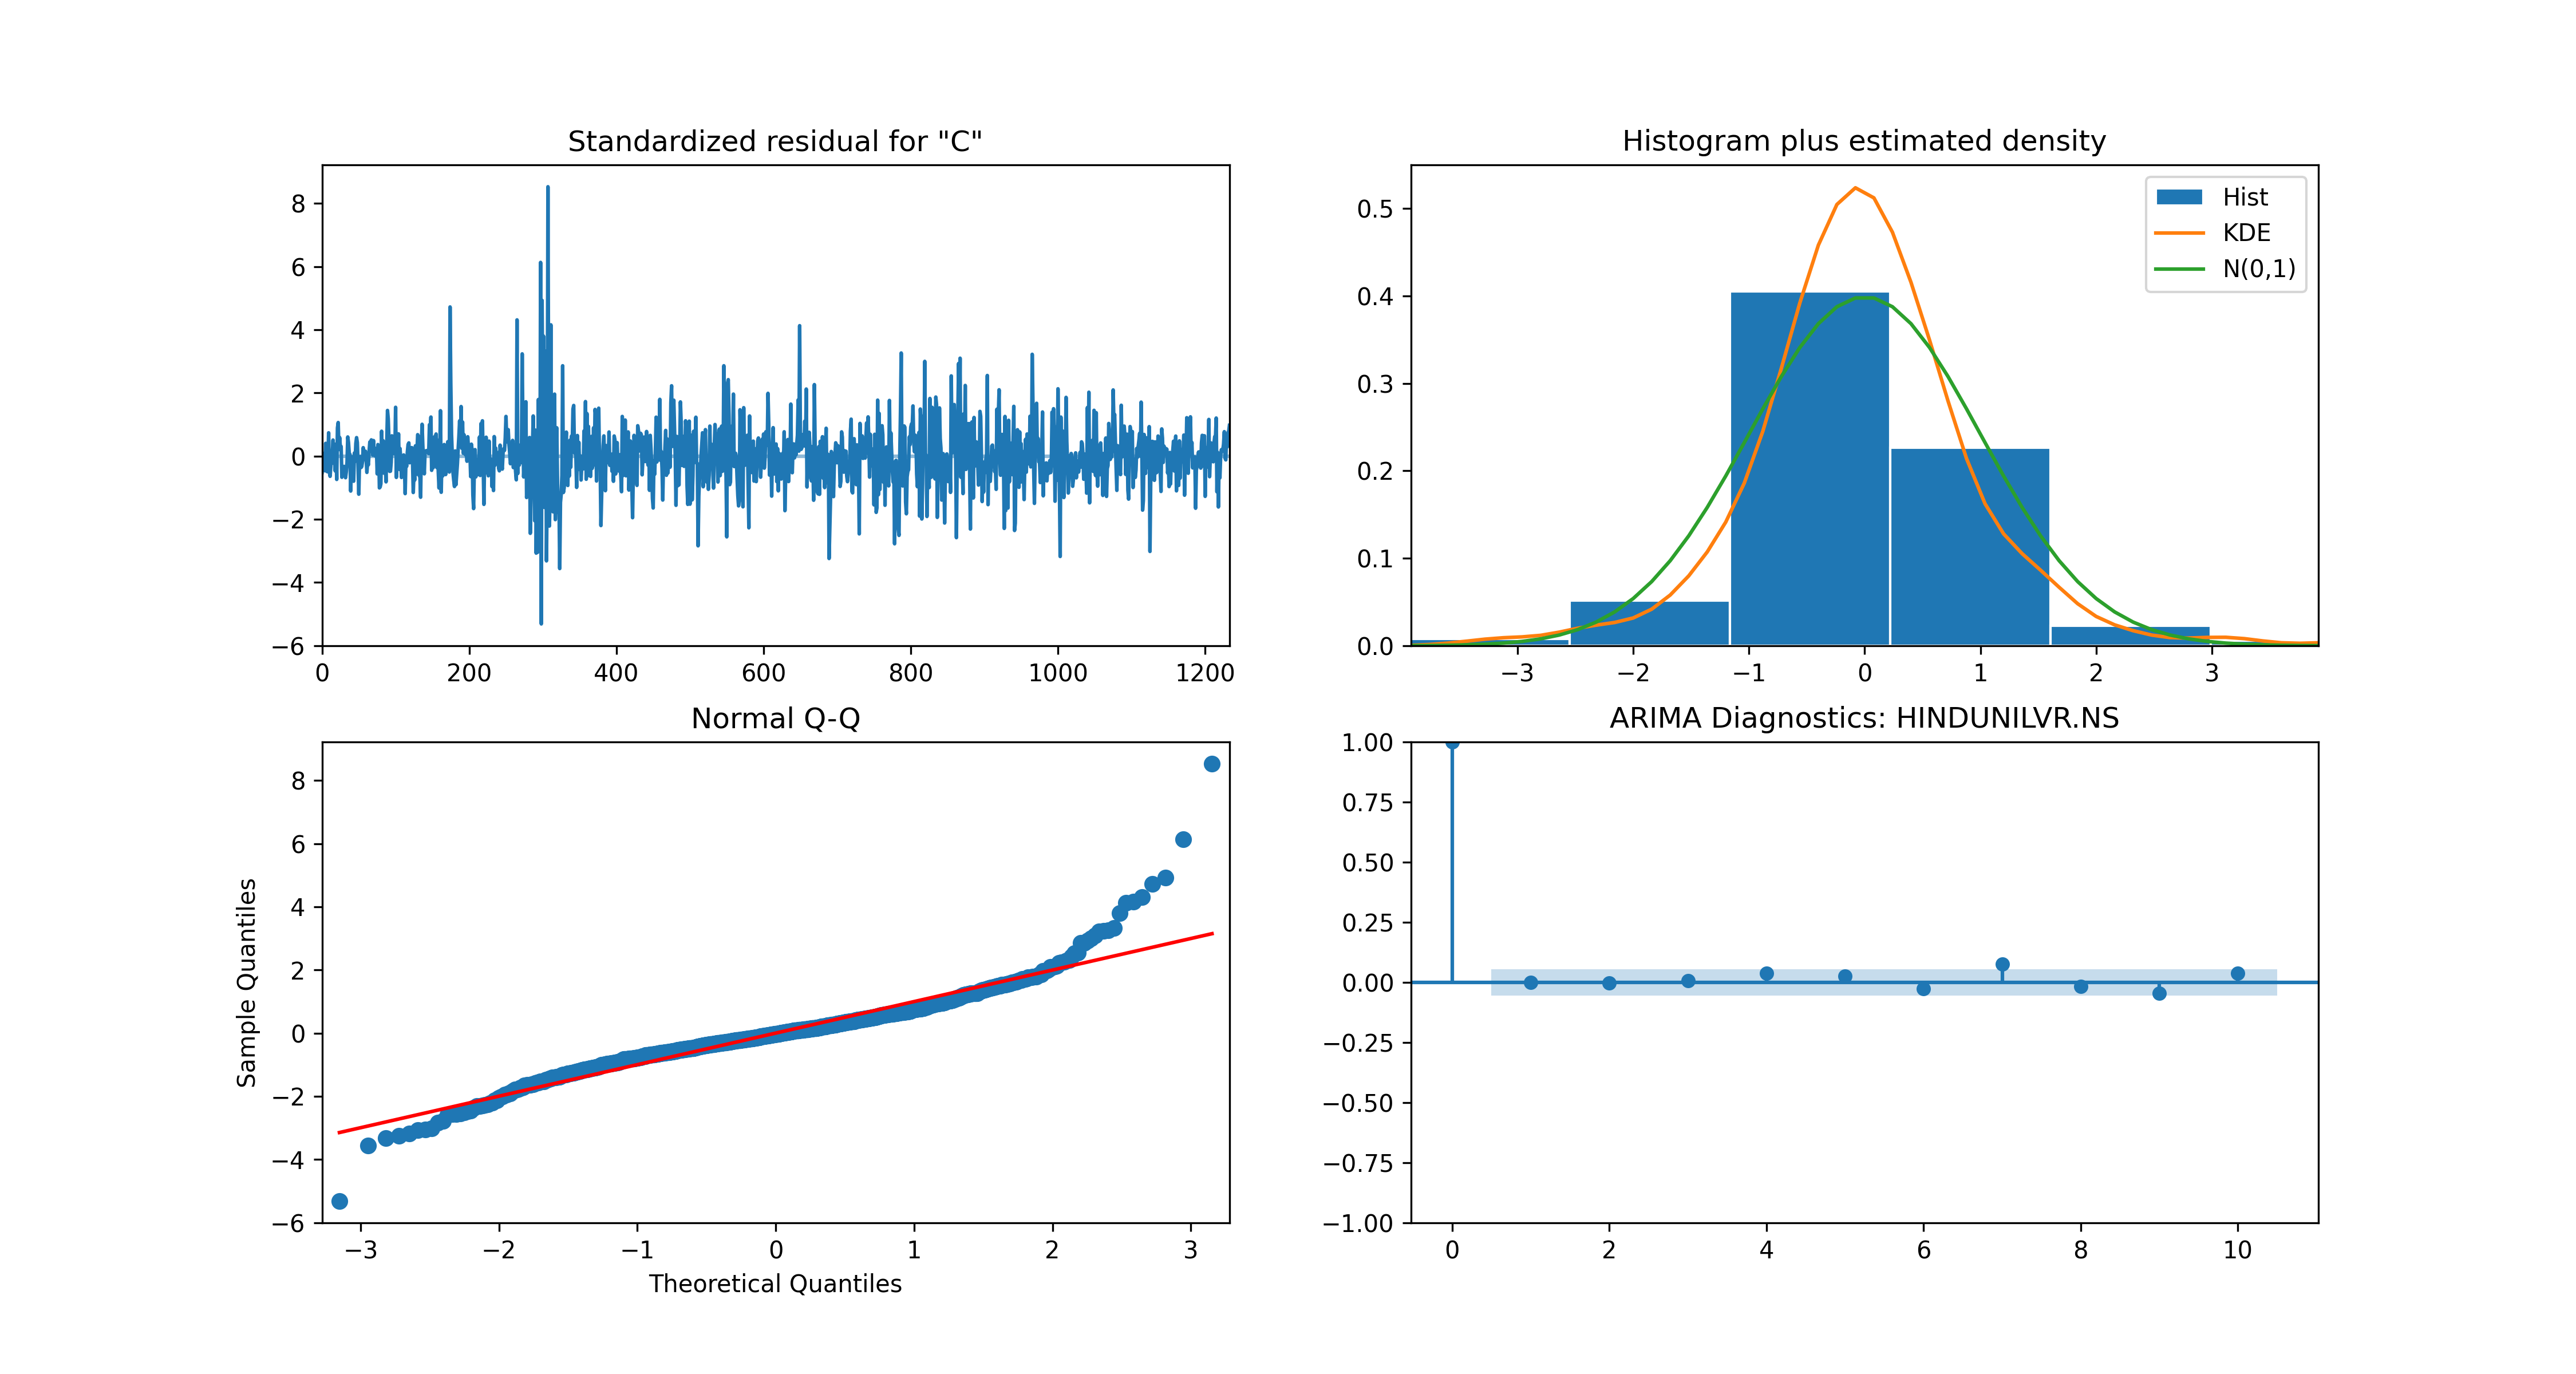 Standardized residual for "C"
8
6
4
2
0
−2
−4
−6
0 200 400 600 800 1000 1200
Histogram plus estimated density
Hist
KDE
N(0,1)
0.5
0.4
0.3
0.2
0.1
0.0
−3 −2 −1 0 1 2 3
Normal Q-Q
Sample Quantiles
8
6
4
2
0
−2
−4
−6
−3 −2 −1 0 1 2 3
Theoretical Quantiles
ARIMA Diagnostics: HINDUNILVR.NS
1.00
0.75
0.50
0.25
0.00
−0.25
−0.50
−0.75
−1.00
0 2 4 6 8 10